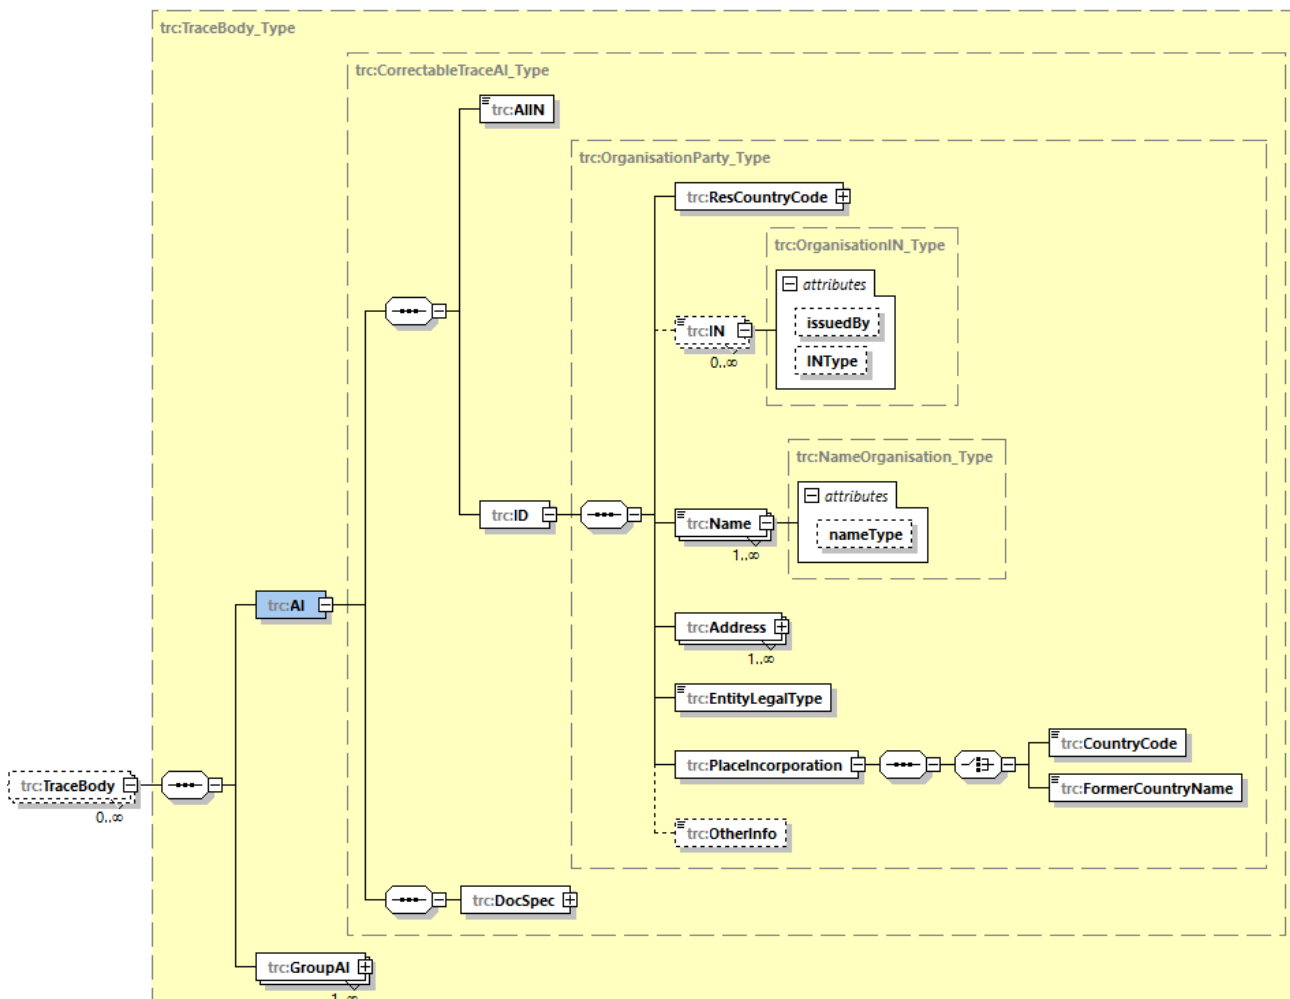 trc:TraceBody_Type
trc:CorrectableTraceAI_Type
trc:AIIN
trc:OrganisationParty_Type
trc:ResCountryCode
trc:OrganisationIN_Type
attributes
issuedBy
trc:IN
INType
0..∞
trc:NameOrganisation_Type
attributes
trc:ID
trc:Name
nameType
1..∞
trc:AI
trc:Address
1..∞
trc:EntityLegalType
trc:CountryCode
trc:PlaceIncorporation
trc:TraceBody
trc:FormerCountryName
0..∞
trc:OtherInfo
trc:DocSpec
trc:GroupAI
1..∞